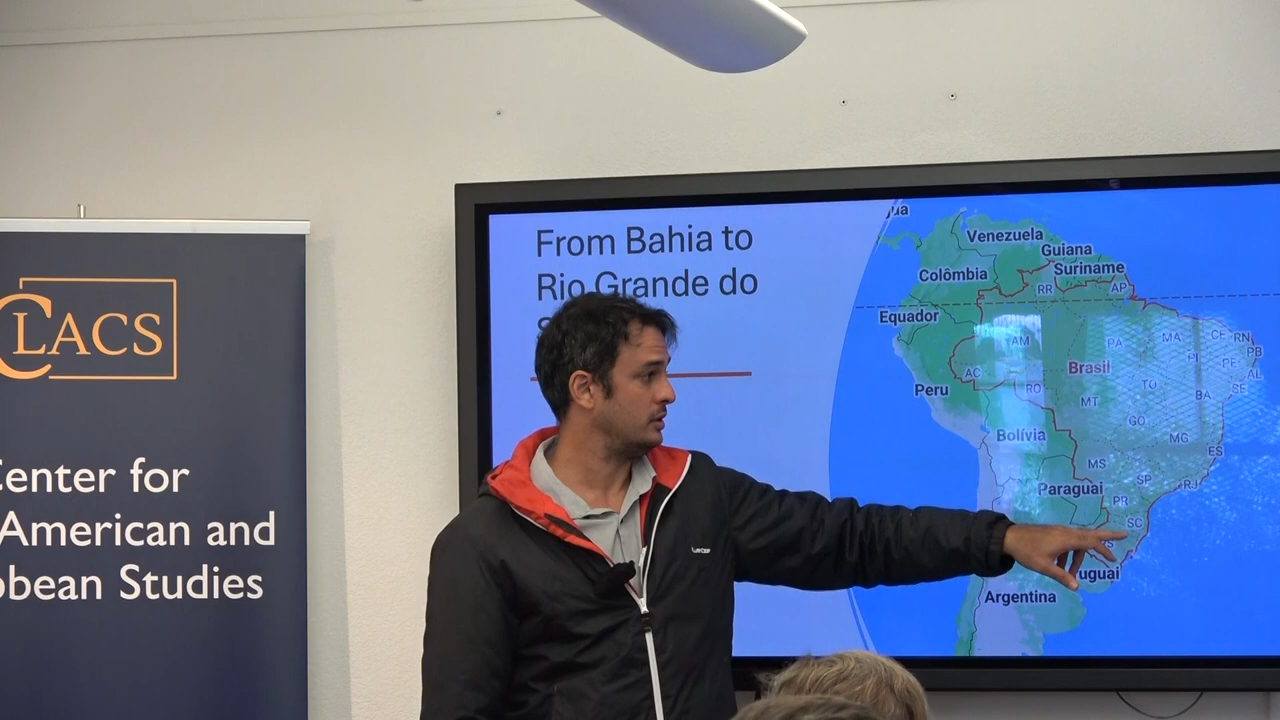 CLACS
Center for
American and
bbean Studies
From Bahia to
Rio Grande do
Venezuela
Guiana
Colômbia
Suriname
RR
AP
Equador
AM
PA
MA
CE
RN
PB
PI
PE
AL
Brasil
AC
SE
Peru
RO
TO
BA
MT
GO
Bolívia
MG
ES
MS
SP
RJ
Paraguai
PR
SC
uguai
Argentina